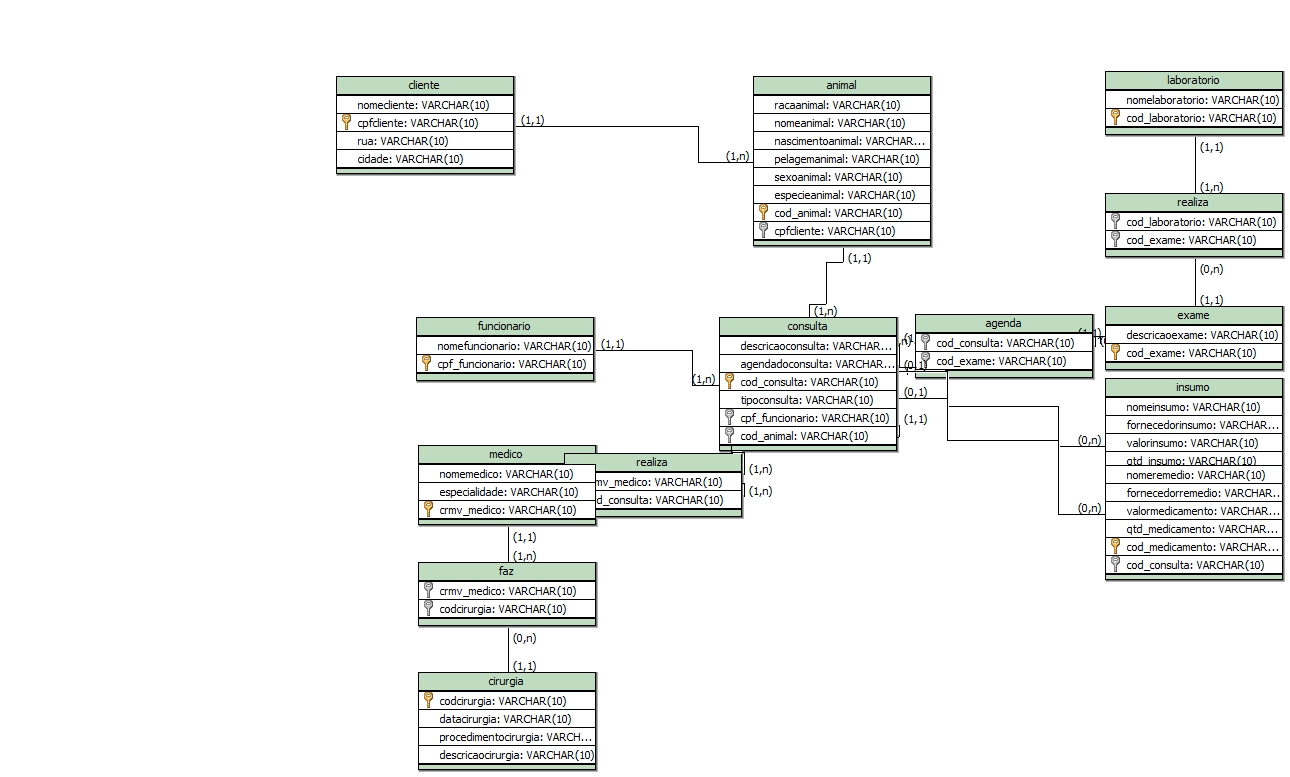 cliente
nomecliente: VARCHAR(10)
cpfcliente: VARCHAR(10)
rua: VARCHAR(10)
cidade: VARCHAR(10)
(1,1)
(1,n)
animal
racaanimal: VARCHAR(10)
nomeanimal: VARCHAR(10)
nascimentoanimal: VARCHAR...
pelagemanimal: VARCHAR(10)
sexoanimal: VARCHAR(10)
especieanimal: VARCHAR(10)
cod_animal: VARCHAR(10)
cpfcliente: VARCHAR(10)
(1,1)
(1,n)
laboratorio
nomelaboratorio: VARCHAR(10)
cod_laboratorio: VARCHAR(10)
(1,1)
(1,n)
realiza
cod_laboratorio: VARCHAR(10)
cod_exame: VARCHAR(10)
(0,n)
(1,1)
funcionario
nomefuncionario: VARCHAR(10)
cpf_funcionario: VARCHAR(10)
(1,1)
(1,n)
consulta
descricaoconsulta: VARCHAR...
agendadoconsulta: VARCHAR...
cod_consulta: VARCHAR(10)
tipoconsulta: VARCHAR(10)
cpf_funcionario: VARCHAR(10)
cod_animal: VARCHAR(10)
(0,1)
(0,1)
(1,1)
agenda
cod_consulta: VARCHAR(10)
cod_exame: VARCHAR(10)
(1,1)
exame
descricaoexame: VARCHAR(10)
cod_exame: VARCHAR(10)
insumo
nomeinsumo: VARCHAR(10)
fornecedorinsumo: VARCHAR...
valorinsumo: VARCHAR(10)
qtd_insumo: VARCHAR(10)
nomeremedio: VARCHAR(10)
fornecedorremedio: VARCHAR...
valormedicamento: VARCHAR...
qtd_medicamento: VARCHAR...
cod_medicamento: VARCHAR...
cod_consulta: VARCHAR(10)
(0,n)
(0,n)
medico
nomemedico: VARCHAR(10)
especialidade: VARCHAR(10)
crmv_medico: VARCHAR(10)
realiza
mv_medico: VARCHAR(10)
d_consulta: VARCHAR(10)
(1,n)
(1,n)
(1,1)
(1,n)
faz
crmv_medico: VARCHAR(10)
codcirurgia: VARCHAR(10)
(0,n)
(1,1)
cirurgia
codcirurgia: VARCHAR(10)
datacirurgia: VARCHAR(10)
procedimentocirurgia: VARCH...
descricaocirurgia: VARCHAR(10)